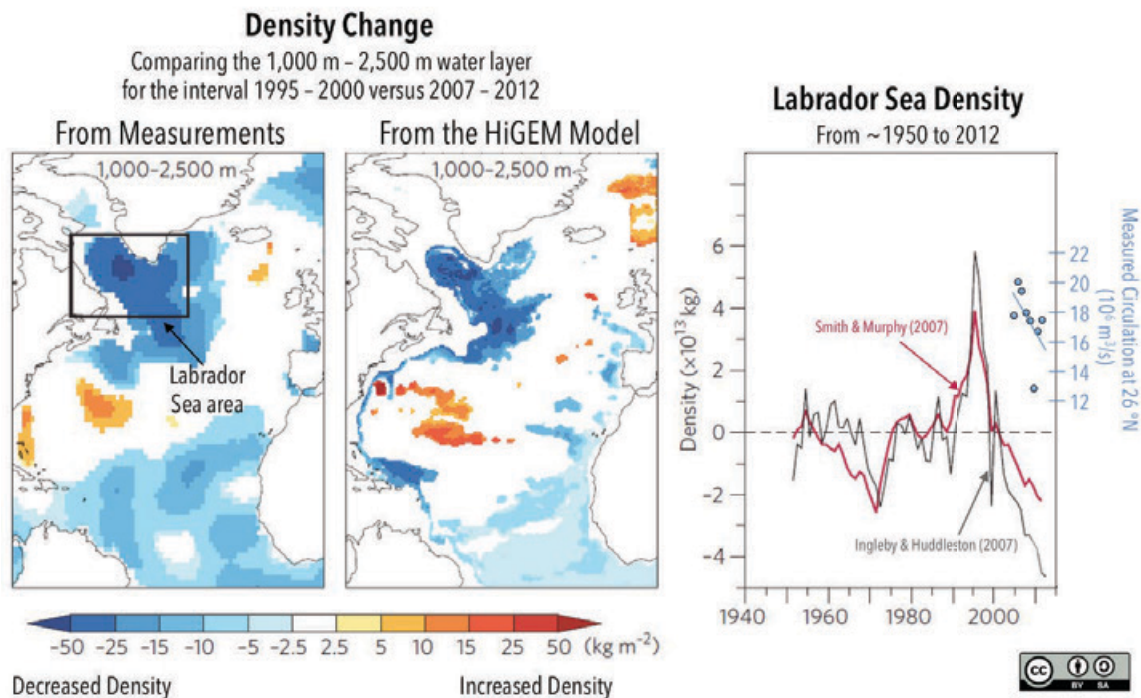 Density Change
Comparing the 1,000 m – 2,500 m water layer
for the interval 1995 – 2000 versus 2007 – 2012
From Measurements
1,000–2,500 m
Labrador
Sea area
From the HiGEM Model
1,000–2,500 m
-50 -25 -15 -10 -5 -2.5 2.5 5 10 15 25 50 (kg m⁻²)
Decreased Density
Increased Density
Labrador Sea Density
From ~1950 to 2012
Density (×10¹³ kg)
6
4
2
0
−2
−4
1940 1960 1980 2000
Smith & Murphy (2007)
Ingleby & Huddleston (2007)
22
20
18
16
14
12
Measured Circulation at 26 °N
(10⁶ m³/s)
cc
BY SA